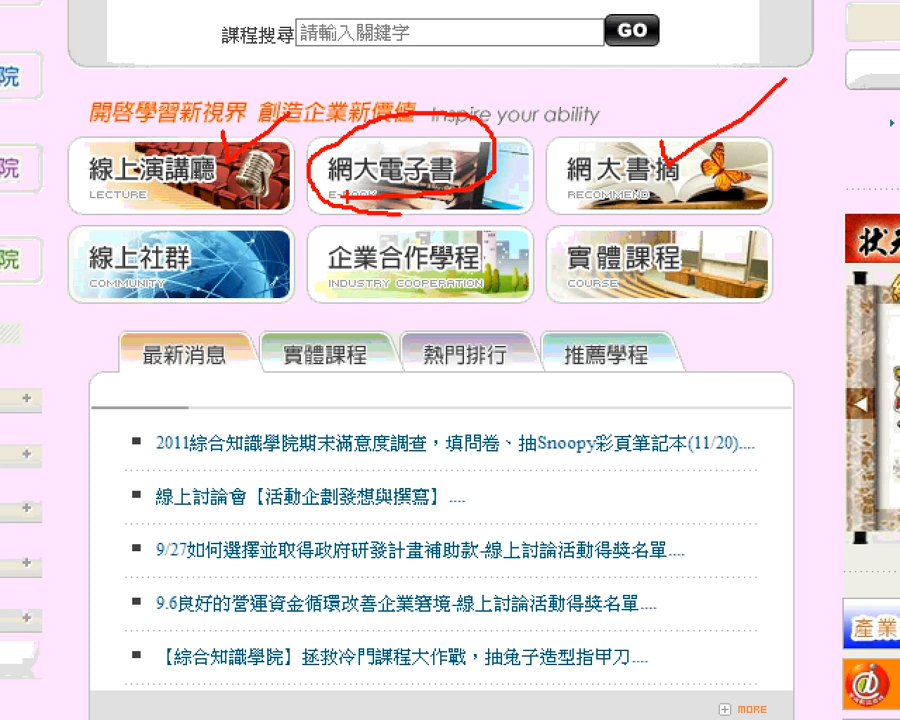 課程搜尋 請輸入關鍵字 GO
院
開啓學習新視界 創造企業新價値 Inspire your ability
線上演講廳 網大電子書 網大書摘
LECTURE E-BOOK RECOMMEND
院
線上社群 企業合作學程 實體課程
COMMUNITY INDUSTRY COOPERATION COURSE
院
狀
最新消息 實體課程 熱門排行 推薦學程
2011綜合知識學院期末滿意度調查，填問卷、抽Snoopy彩頁筆記本(11/20)....
線上討論會【活動企劃發想與撰寫】....
9/27如何選擇並取得政府研發計畫補助款-線上討論活動得獎名單....
9.6良好的營運資金循環改善企業窘境-線上討論活動得獎名單....
產業
【綜合知識學院】拯救冷門課程大作戰，抽兔子造型指甲刀....
MORE